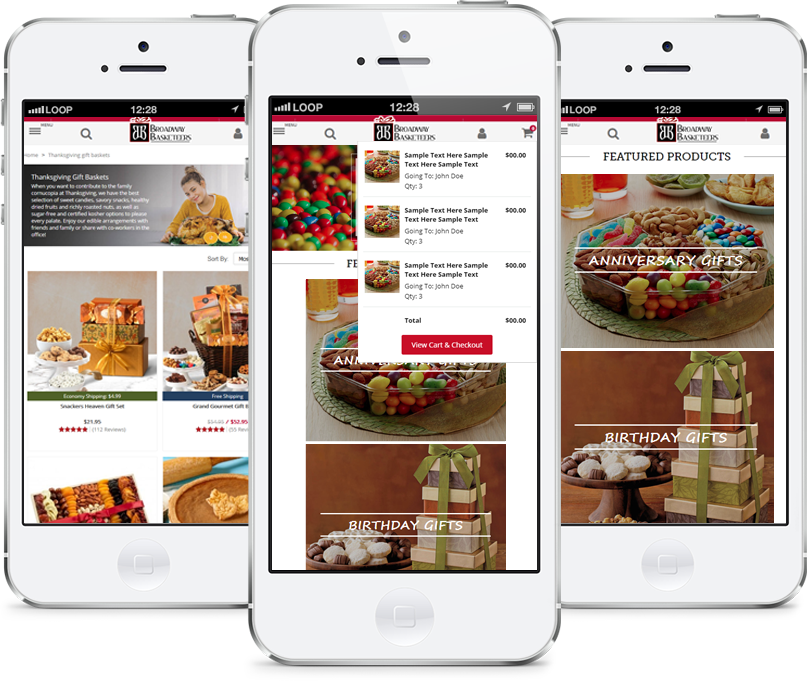 LOOP 12:28
MENU
BROADWAY
BASKETEERS
Home > Thanksgiving gift baskets
Thanksgiving Gift Baskets
When you want to contribute to the family
cornucopia at Thanksgiving, we have the best
selection of sweet candies, savory snacks, healthy
dried fruits and richly roasted nuts, as well as
sugar-free and certified kosher options to please
every palate. Enjoy our edible arrangements with
friends and family or share with co-workers in the
office!
Sort By: Mos
Economy Shipping: $4.99
Free Shipping
Snackers Heaven Gift Set
Grand Gourmet Gift B
$21.95
/ $52.95
(112 Reviews)
(55 Rev
LOOP 12:28
MENU
BROADWAY
BASKETEERS
Sample Text Here Sample $00.00
Text Here Sample Text
Going To: John Doe
Qty: 3
Sample Text Here Sample $00.00
Text Here Sample Text
Going To: John Doe
Qty: 3
Sample Text Here Sample $00.00
Text Here Sample Text
Going To: John Doe
Qty: 3
Total $00.00
View Cart & Checkout
FE
ANNIVERSARY GIFTS
BIRTHDAY GIFTS
LOOP 12:28
MENU
BROADWAY
BASKETEERS
FEATURED PRODUCTS
ANNIVERSARY GIFTS
BIRTHDAY GIFTS